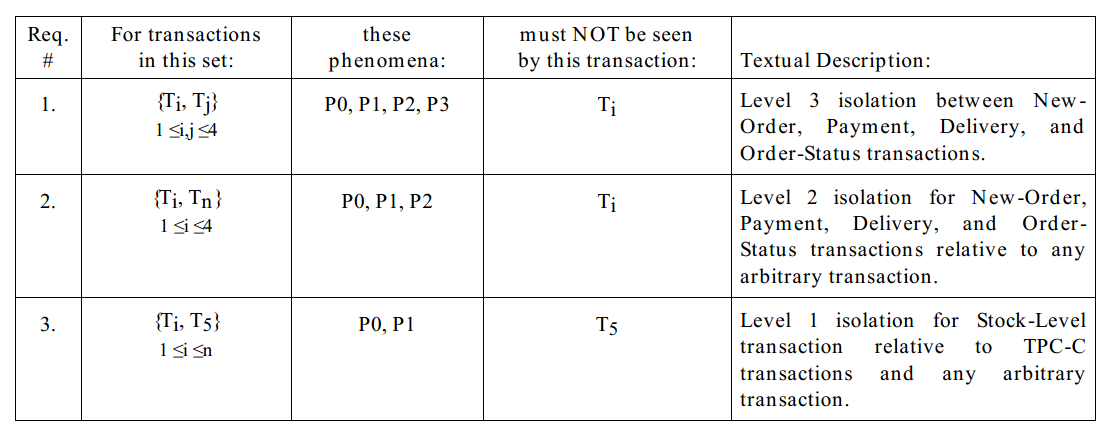 Req. #
For transactions in this set:
these phenomena:
must NOT be seen by this transaction:
Textual Description:
1.
{Ti, Tj}
1 ≤i,j ≤4
P0, P1, P2, P3
Ti
Level 3 isolation between New-
Order, Payment, Delivery, and
Order-Status transactions.
2.
{Ti, Tn}
1 ≤i ≤4
P0, P1, P2
Ti
Level 2 isolation for New-Order,
Payment, Delivery, and Order-
Status transactions relative to any
arbitrary transaction.
3.
{Ti, T5}
1 ≤i ≤n
P0, P1
T5
Level 1 isolation for Stock-Level
transaction relative to TPC-C
transactions and any arbitrary
transaction.